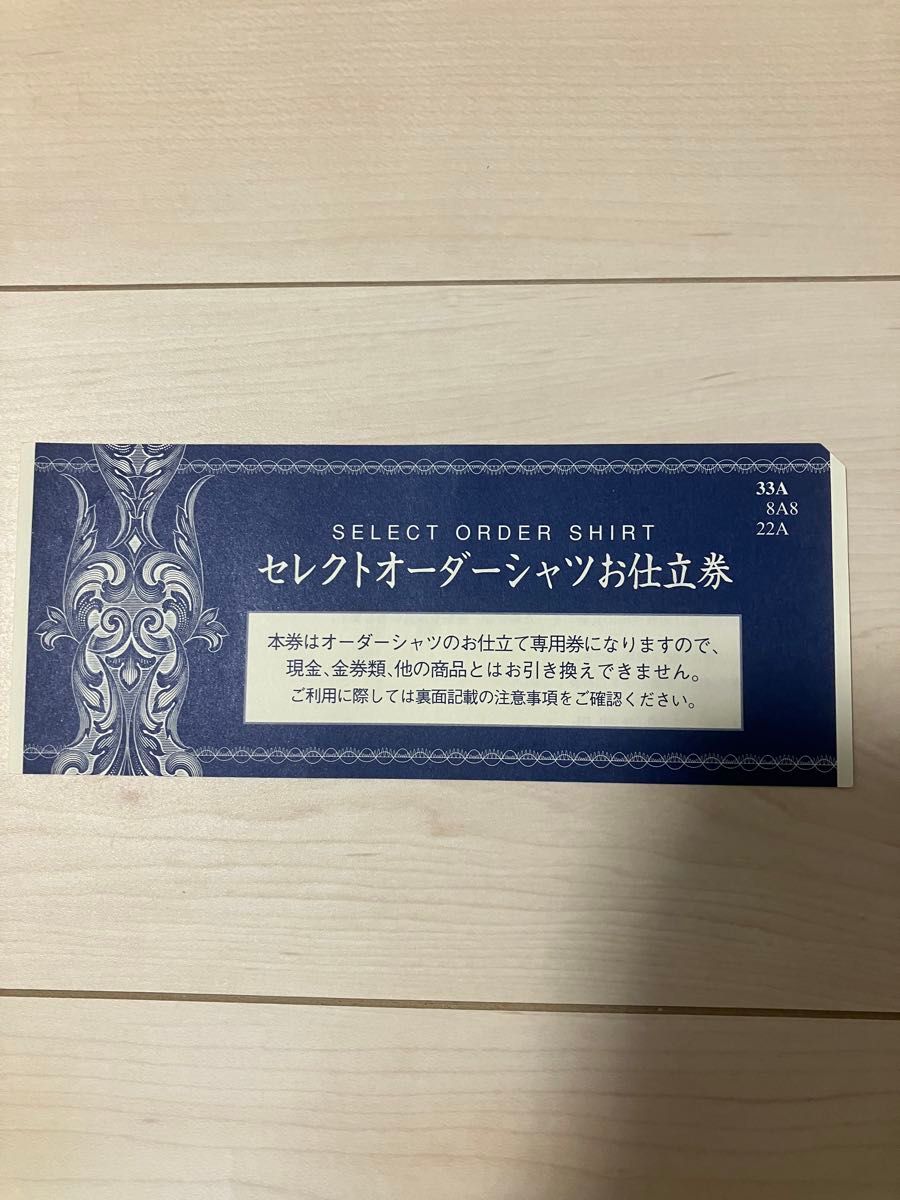 33A
8A8
22A
SELECT ORDER SHIRT
セレクトオーダーシャツお仕立券
本券はオーダーシャツのお仕立て専用券になりますので、
現金、金券類、他の商品とはお引き換えできません。
ご利用に際しては裏面記載の注意事項をご確認ください。